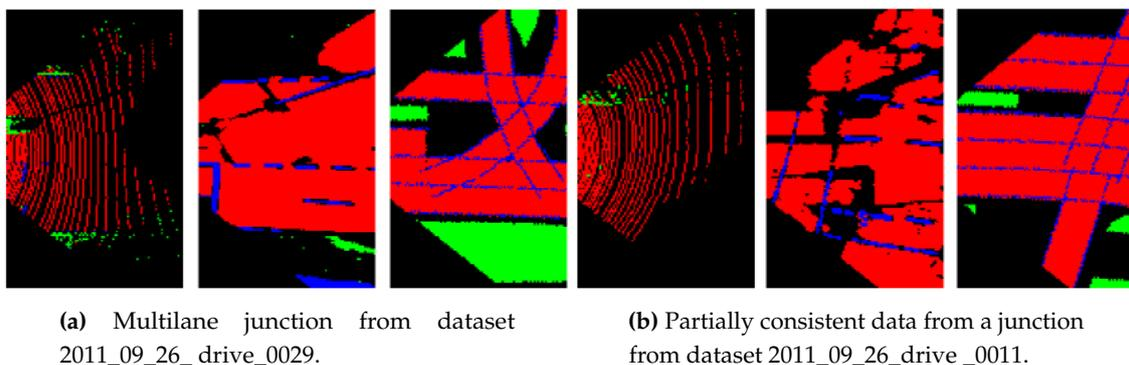 (a) Multilane junction from dataset
2011_09_26_ drive_0029.
(b) Partially consistent data from a junction
from dataset 2011_09_26_drive _0011.